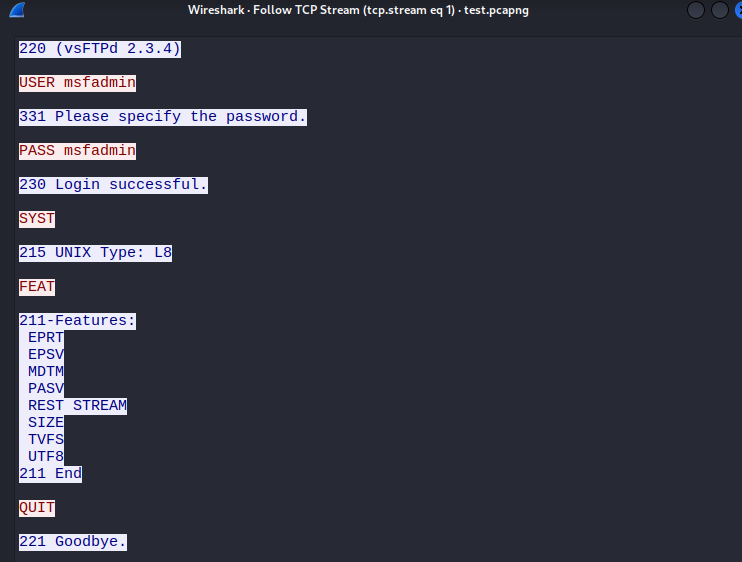 Wireshark · Follow TCP Stream (tcp.stream eq 1) · test.pcapng
220 (vsFTPd 2.3.4)
USER msfadmin
331 Please specify the password.
PASS msfadmin
230 Login successful.
SYST
215 UNIX Type: L8
FEAT
211-Features:
EPRT
EPSV
MDTM
PASV
REST STREAM
SIZE
TVFS
UTF8
211 End
QUIT
221 Goodbye.